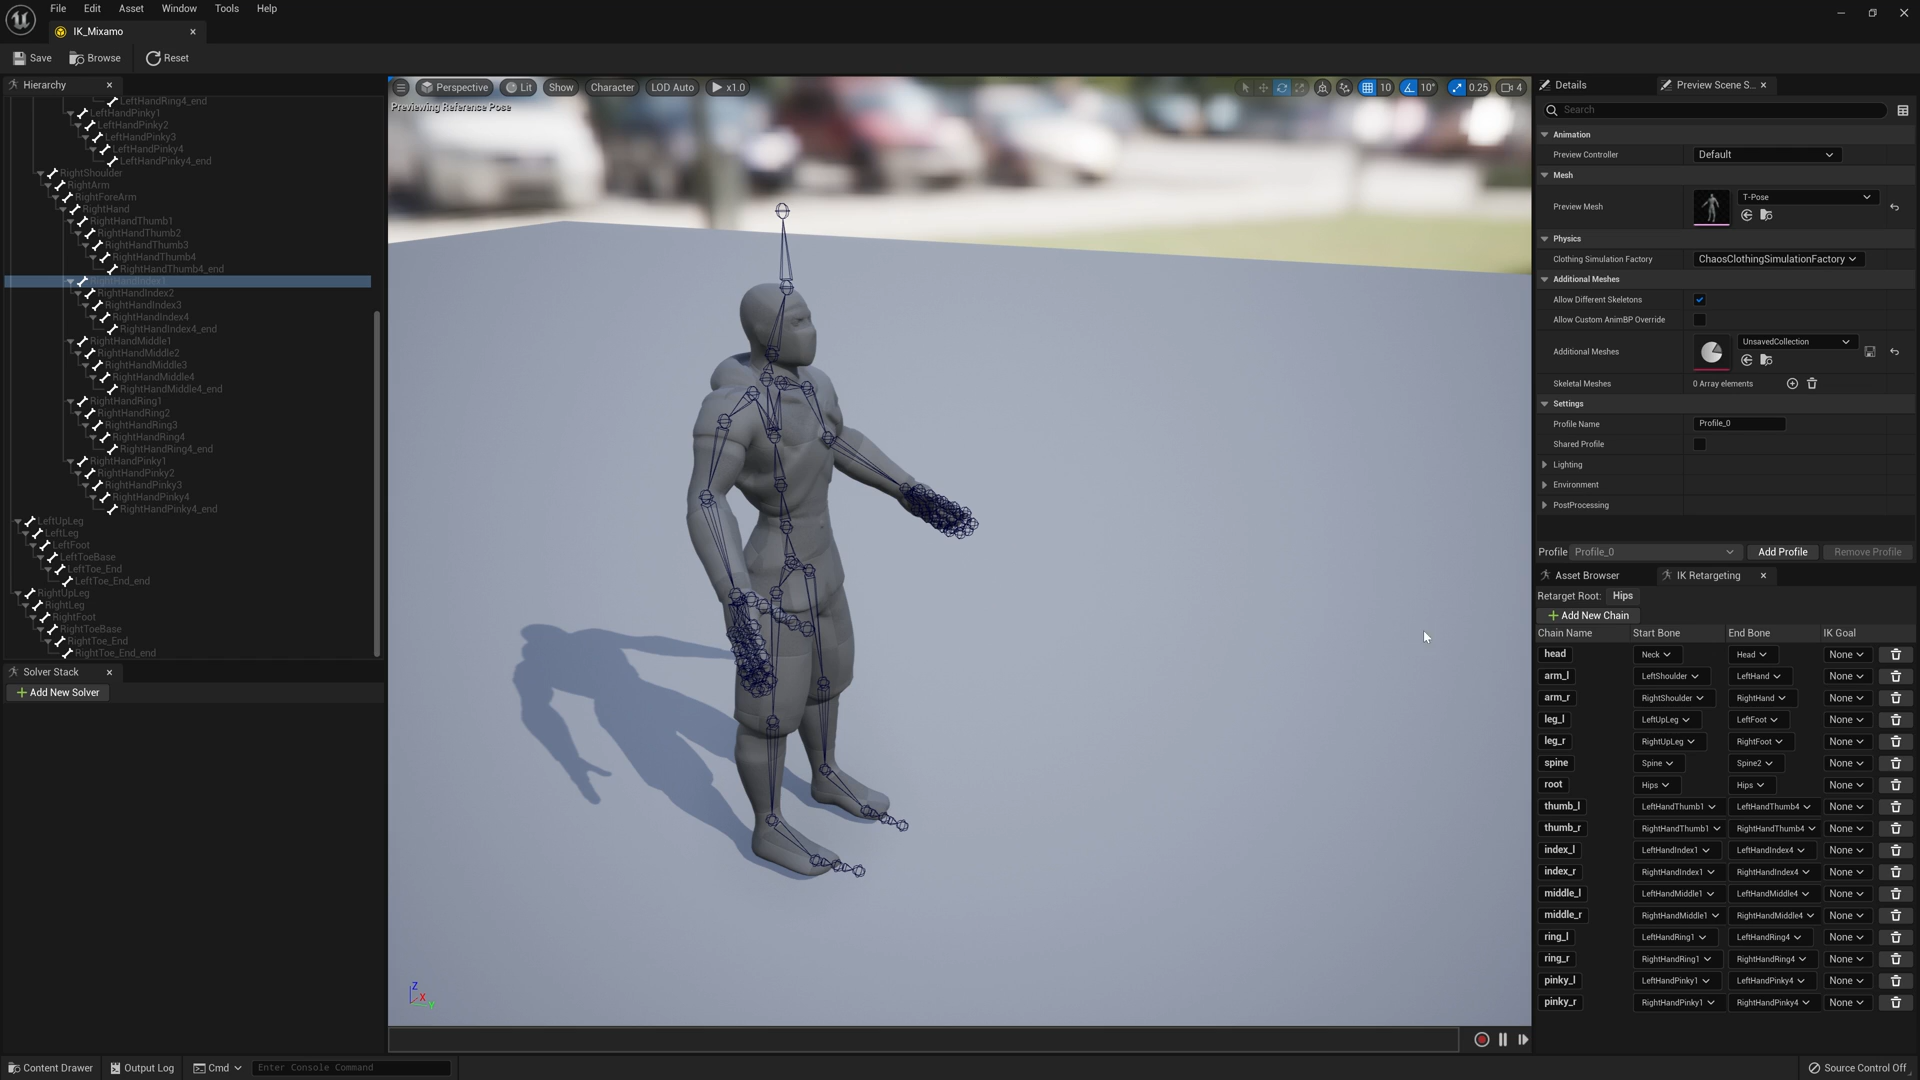 File Edit Asset Window Tools Help
IK_Mixamo
Save Browse Reset
Hierarchy
LeftHandRing4_end
LeftHandPinky1
LeftHandPinky2
LeftHandPinky3
LeftHandPinky4
LeftHandPinky4_end
RightShoulder
RightArm
RightForeArm
RightHand
RightHandThumb1
RightHandThumb2
RightHandThumb3
RightHandThumb4
RightHandThumb4_end
RightHandIndex1
RightHandIndex2
RightHandIndex3
RightHandIndex4
RightHandIndex4_end
RightHandMiddle1
RightHandMiddle2
RightHandMiddle3
RightHandMiddle4
RightHandMiddle4_end
RightHandRing1
RightHandRing2
RightHandRing3
RightHandRing4
RightHandRing4_end
RightHandPinky1
RightHandPinky2
RightHandPinky3
RightHandPinky4
RightHandPinky4_end
LeftUpLeg
LeftLeg
LeftFoot
LeftToeBase
LeftToe_End
LeftToe_End_end
RightUpLeg
RightLeg
RightFoot
RightToeBase
RightToe_End
RightToe_End_end
Solver Stack
Add New Solver
Perspective Lit Show Character LOD Auto x1.0 10 10° 0.25 4
Previewing Reference Pose
Z
X
Y
Details Preview Scene S...
Search
Animation
Preview Controller Default
Mesh
Preview Mesh T-Pose
Physics
Clothing Simulation Factory ChaosClothingSimulationFactory
Additional Meshes
Allow Different Skeletons
Allow Custom AnimBP Override
Additional Meshes UnsavedCollection
Skeletal Meshes 0 Array elements
Settings
Profile Name Profile_0
Shared Profile
Lighting
Environment
PostProcessing
Profile Profile_0 Add Profile Remove Profile
Asset Browser IK Retargeting
Retarget Root: Hips
Add New Chain
Chain Name Start Bone End Bone IK Goal
head Neck Head None
arm_l LeftShoulder LeftHand None
arm_r RightShoulder RightHand None
leg_l LeftUpLeg LeftFoot None
leg_r RightUpLeg RightFoot None
spine Spine Spine2 None
root Hips Hips None
thumb_l LeftHandThumb1 LeftHandThumb4 None
thumb_r RightHandThumb1 RightHandThumb4 None
index_l LeftHandIndex1 LeftHandIndex4 None
index_r RightHandIndex1 RightHandIndex4 None
middle_l LeftHandMiddle1 LeftHandMiddle4 None
middle_r RightHandMiddle1 RightHandMiddle4 None
ring_l LeftHandRing1 LeftHandRing4 None
ring_r RightHandRing1 RightHandRing4 None
pinky_l LeftHandPinky1 LeftHandPinky4 None
pinky_r RightHandPinky1 RightHandPinky4 None
Content Drawer Output Log Cmd Enter Console Command Source Control Off